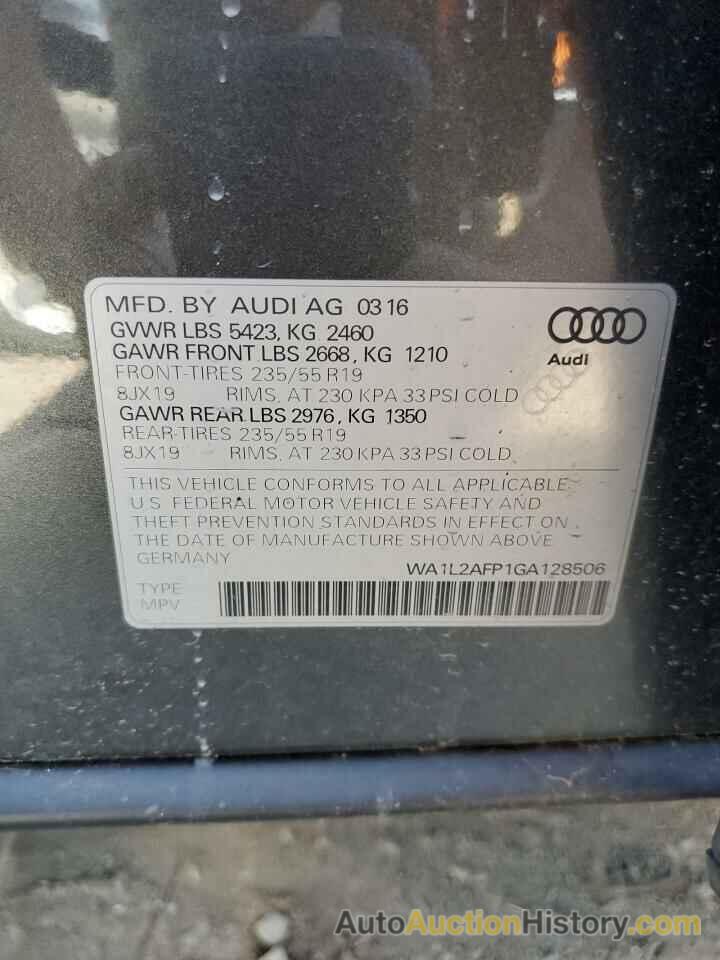 MFD. BY AUDI AG 03 16
GVWR LBS 5423, KG 2460
GAWR FRONT LBS 2668, KG 1210
FRONT-TIRES 235/55 R19
8JX19 RIMS, AT 230 KPA 33 PSI COLD
GAWR REAR LBS 2976, KG 1350
REAR-TIRES 235/55 R19
8JX19 RIMS, AT 230 KPA 33 PSI COLD
Audi
THIS VEHICLE CONFORMS TO ALL APPLICABLE
U.S. FEDERAL MOTOR VEHICLE SAFETY AND
THEFT PREVENTION STANDARDS IN EFFECT ON
THE DATE OF MANUFACTURE SHOWN ABOVE
GERMANY
WA1L2AFP1GA128506
TYPE
MPV
AutoAuctionHistory.com